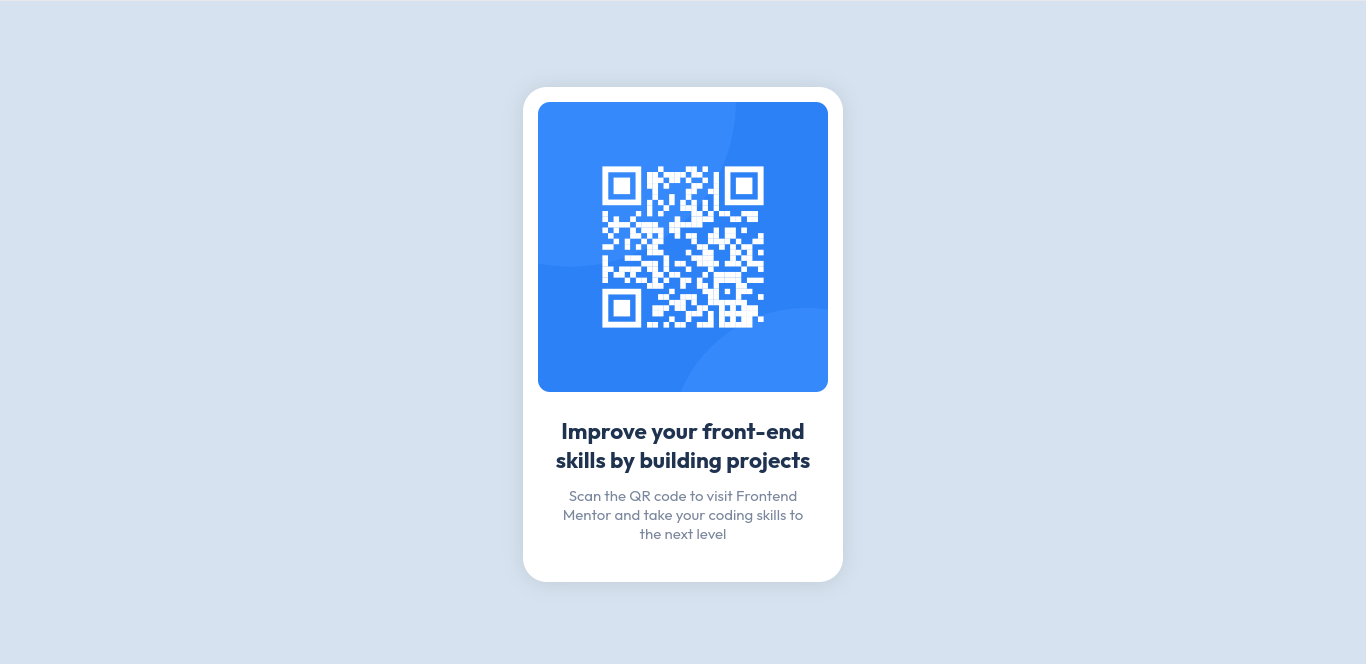 Improve your front-end
skills by building projects
Scan the QR code to visit Frontend
Mentor and take your coding skills to
the next level